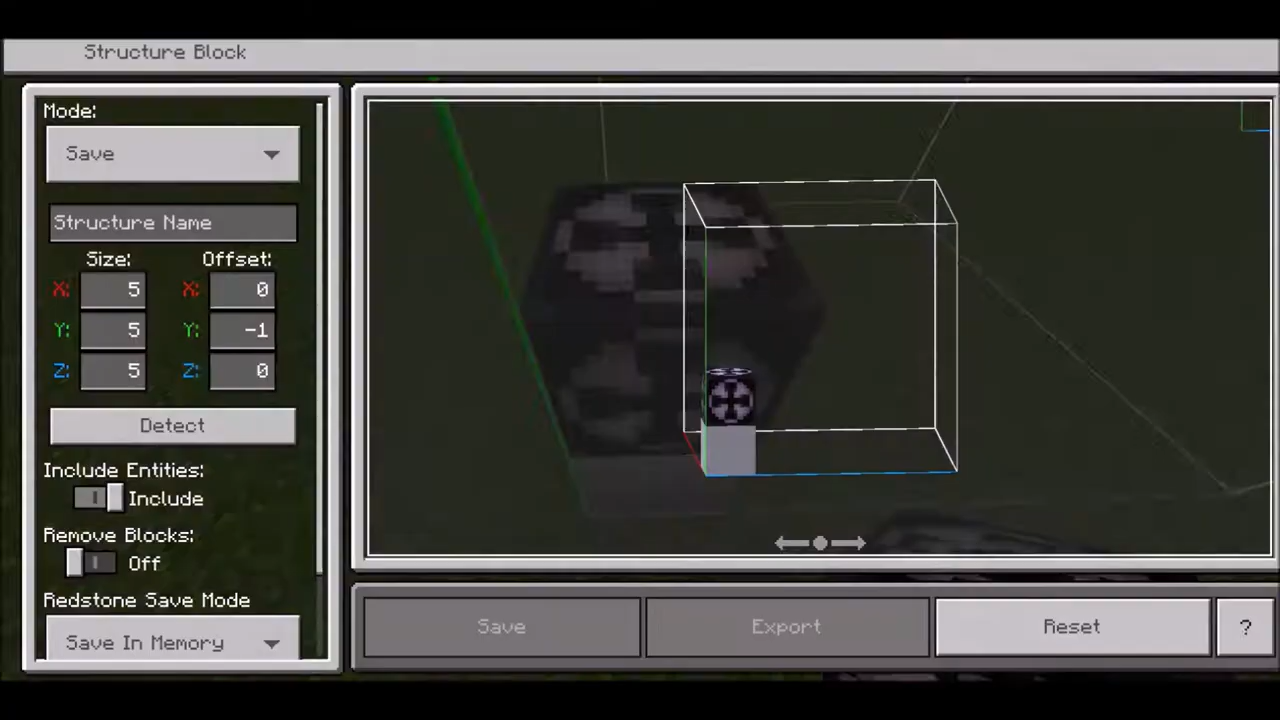 Structure Block
Mode:
Save
Structure Name
Size: Offset:
X: 5 X: 0
Y: 5 Y: -1
Z: 5 Z: 0
Detect
Include Entities:
Include
Remove Blocks:
Off
Redstone Save Mode
Save In Memory
Save Export Reset ?